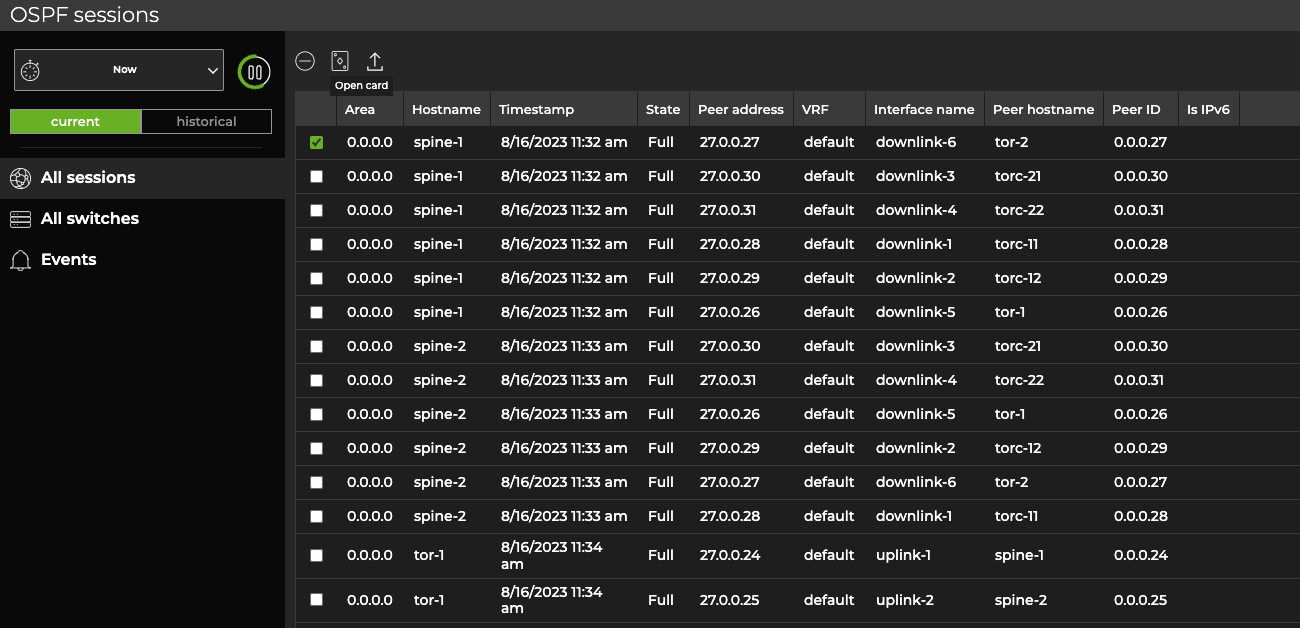 OSPF sessions
Now
current historical
All sessions
All switches
Events
Open card
Area Hostname Timestamp State Peer address VRF Interface name Peer hostname Peer ID Is IPv6
0.0.0.0 spine-1 8/16/2023 11:32 am Full 27.0.0.27 default downlink-6 tor-2 0.0.0.27
0.0.0.0 spine-1 8/16/2023 11:32 am Full 27.0.0.30 default downlink-3 torc-21 0.0.0.30
0.0.0.0 spine-1 8/16/2023 11:32 am Full 27.0.0.31 default downlink-4 torc-22 0.0.0.31
0.0.0.0 spine-1 8/16/2023 11:32 am Full 27.0.0.28 default downlink-1 torc-11 0.0.0.28
0.0.0.0 spine-1 8/16/2023 11:32 am Full 27.0.0.29 default downlink-2 torc-12 0.0.0.29
0.0.0.0 spine-1 8/16/2023 11:32 am Full 27.0.0.26 default downlink-5 tor-1 0.0.0.26
0.0.0.0 spine-2 8/16/2023 11:33 am Full 27.0.0.30 default downlink-3 torc-21 0.0.0.30
0.0.0.0 spine-2 8/16/2023 11:33 am Full 27.0.0.31 default downlink-4 torc-22 0.0.0.31
0.0.0.0 spine-2 8/16/2023 11:33 am Full 27.0.0.26 default downlink-5 tor-1 0.0.0.26
0.0.0.0 spine-2 8/16/2023 11:33 am Full 27.0.0.29 default downlink-2 torc-12 0.0.0.29
0.0.0.0 spine-2 8/16/2023 11:33 am Full 27.0.0.27 default downlink-6 tor-2 0.0.0.27
0.0.0.0 spine-2 8/16/2023 11:33 am Full 27.0.0.28 default downlink-1 torc-11 0.0.0.28
0.0.0.0 tor-1 8/16/2023 11:34 am Full 27.0.0.24 default uplink-1 spine-1 0.0.0.24
0.0.0.0 tor-1 8/16/2023 11:34 am Full 27.0.0.25 default uplink-2 spine-2 0.0.0.25